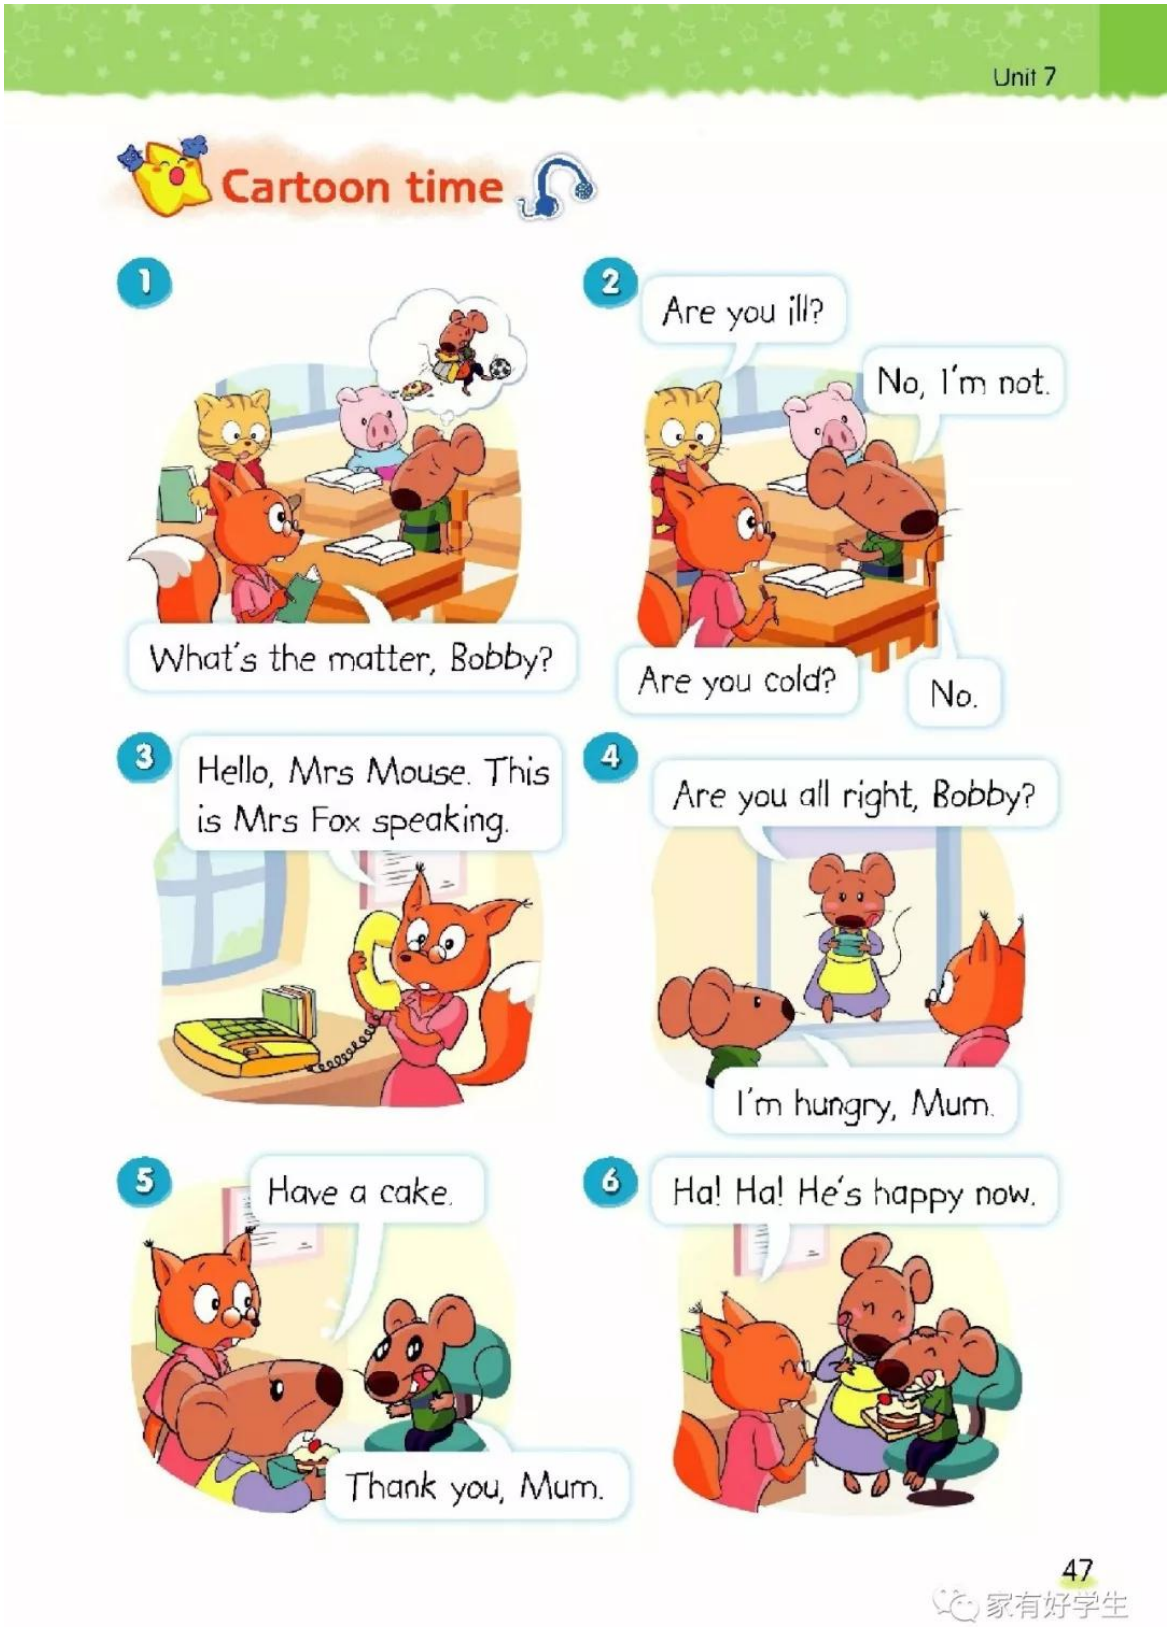 Unit 7
Cartoon time
1
What's the matter, Bobby?
2
Are you ill?
No, I'm not.
Are you cold?
No.
3
Hello, Mrs Mouse. This
is Mrs Fox speaking.
4
Are you all right, Bobby?
I'm hungry, Mum.
5
Have a cake.
Thank you, Mum.
6
Ha! Ha! He's happy now.
47
家有好学生